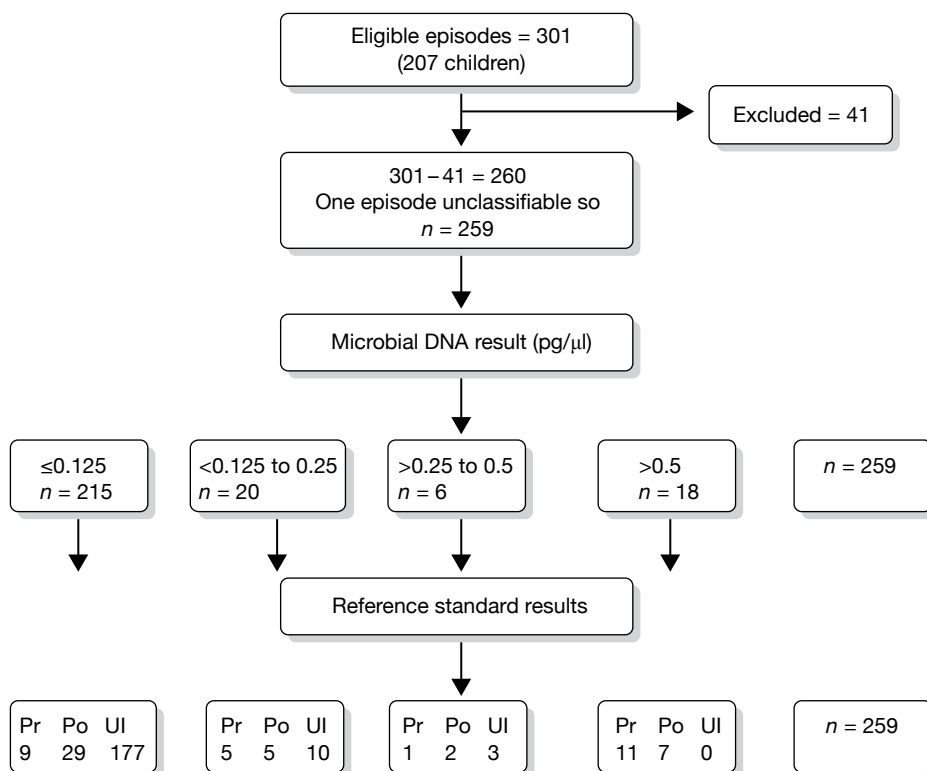 Eligible episodes = 301
(207 children)
Excluded = 41
301 – 41 = 260
One episode unclassifiable so
n = 259
Microbial DNA result (pg/μl)
≤0.125
n = 215
<0.125 to 0.25
n = 20
>0.25 to 0.5
n = 6
>0.5
n = 18
n = 259
Reference standard results
Pr Po Ul
9 29 177
Pr Po Ul
5 5 10
Pr Po Ul
1 2 3
Pr Po Ul
11 7 0
n = 259